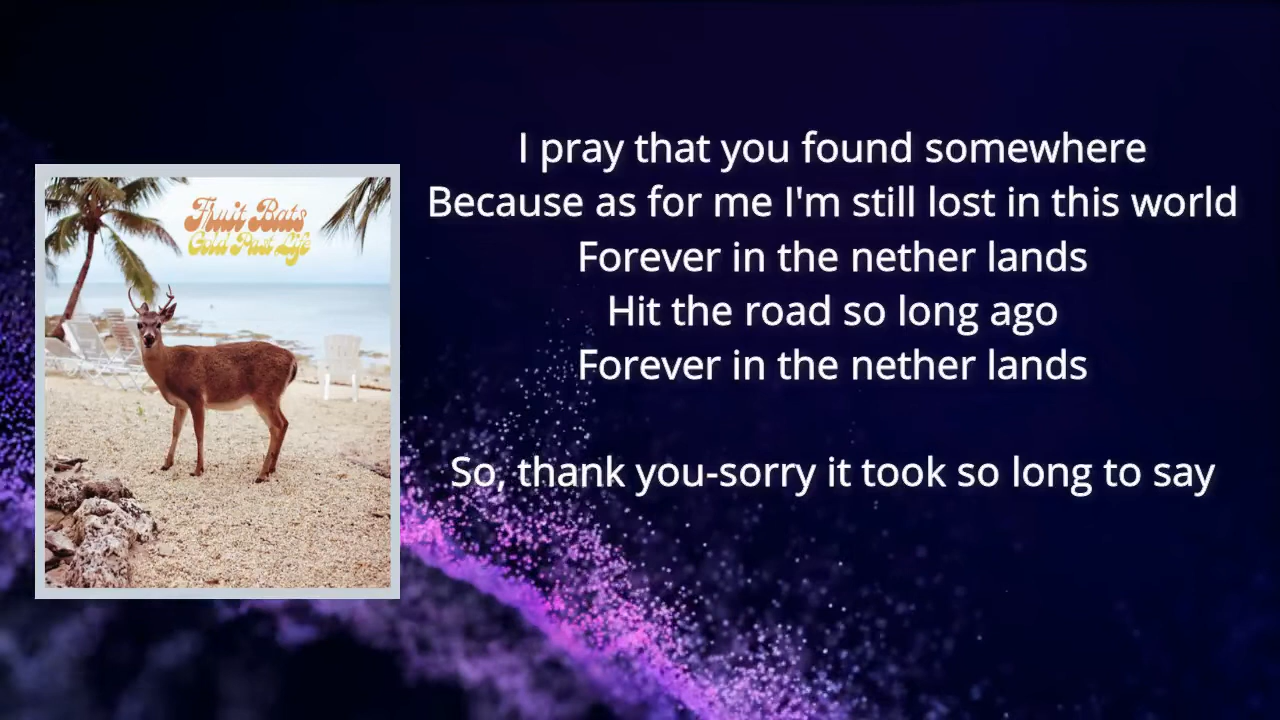 Fruit Bats
Gold Past Life
I pray that you found somewhere
Because as for me I'm still lost in this world
Forever in the nether lands
Hit the road so long ago
Forever in the nether lands
So, thank you-sorry it took so long to say